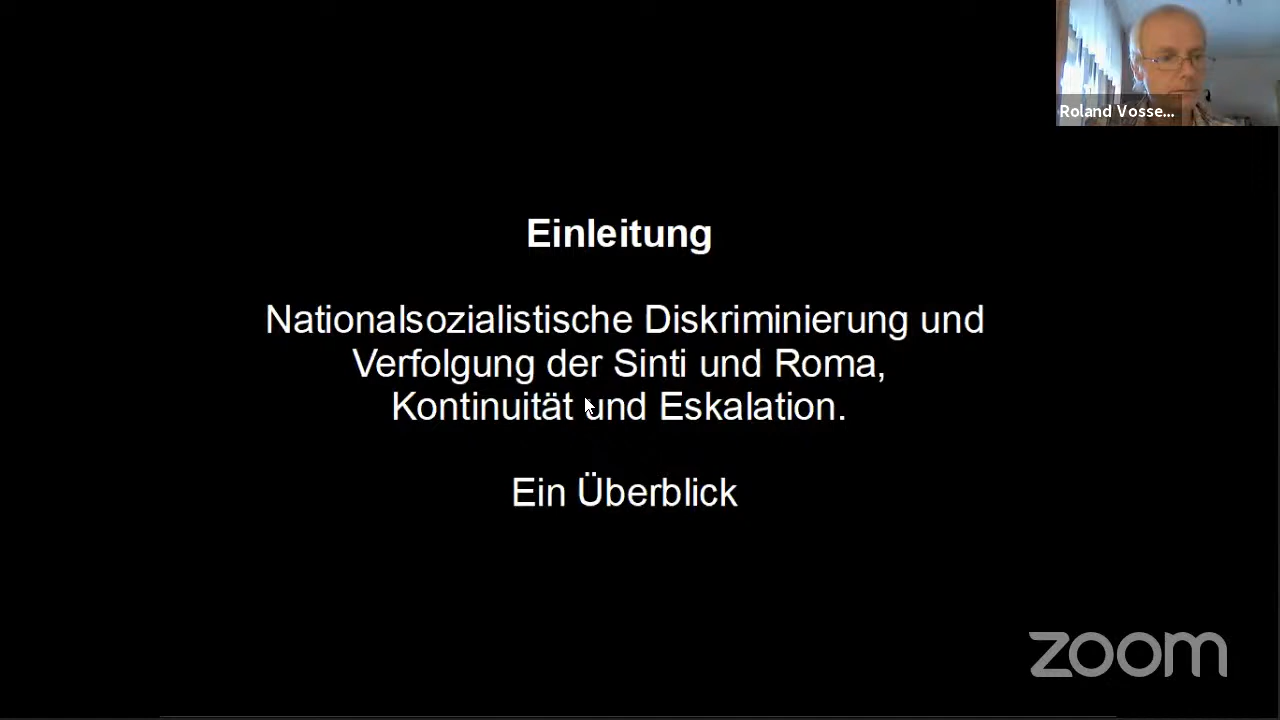 Roland Vosse...
Einleitung
Nationalsozialistische Diskriminierung und
Verfolgung der Sinti und Roma,
Kontinuität und Eskalation.
Ein Überblick
zoom